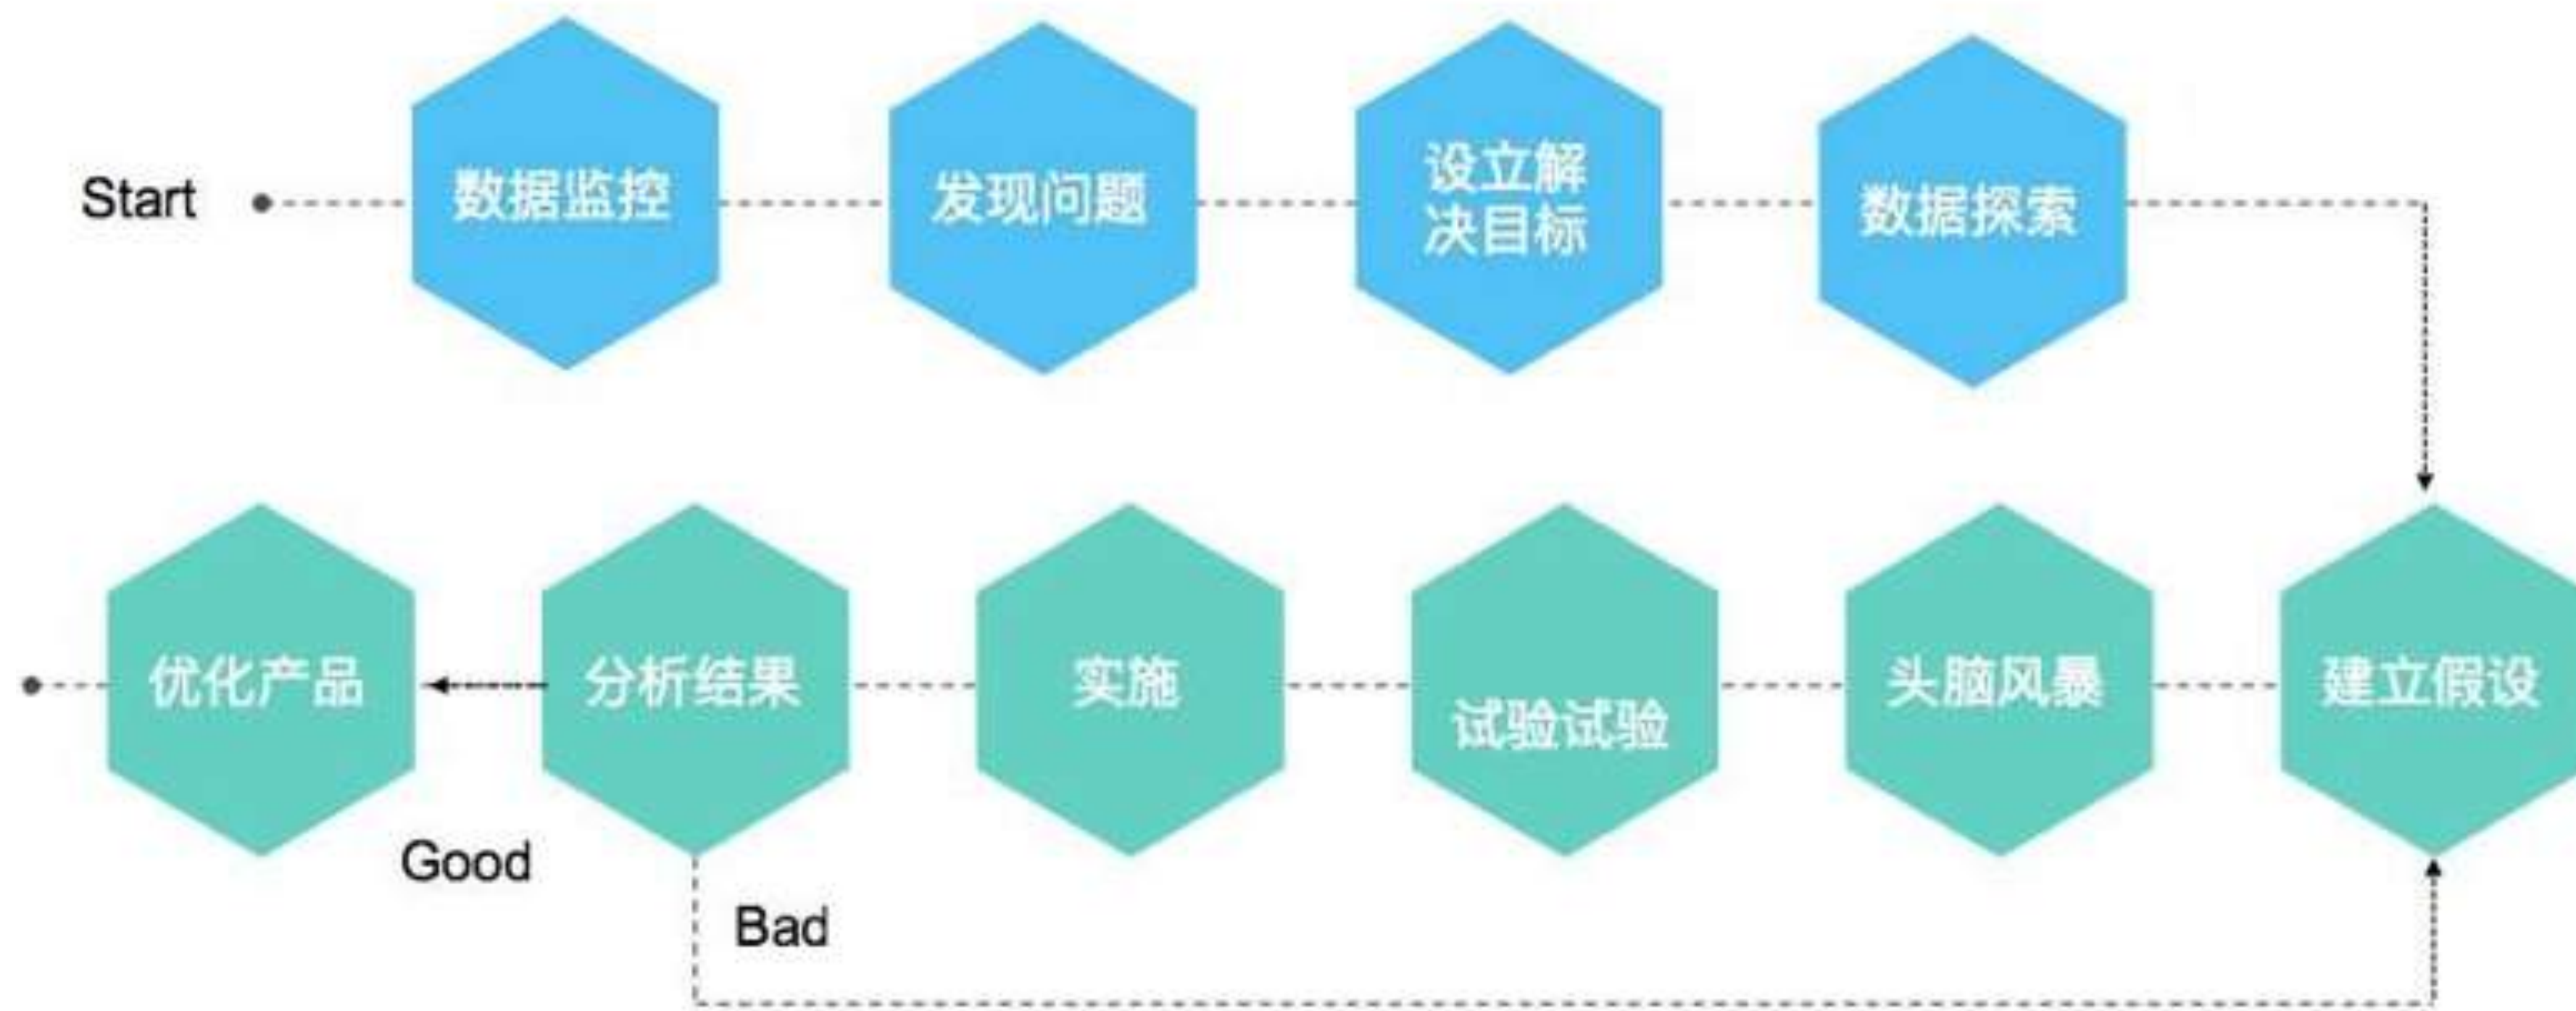 Start
数据监控
发现问题
设立解
决目标
数据探索
建立假设
头脑风暴
试验试验
实施
分析结果
优化产品
Good
Bad